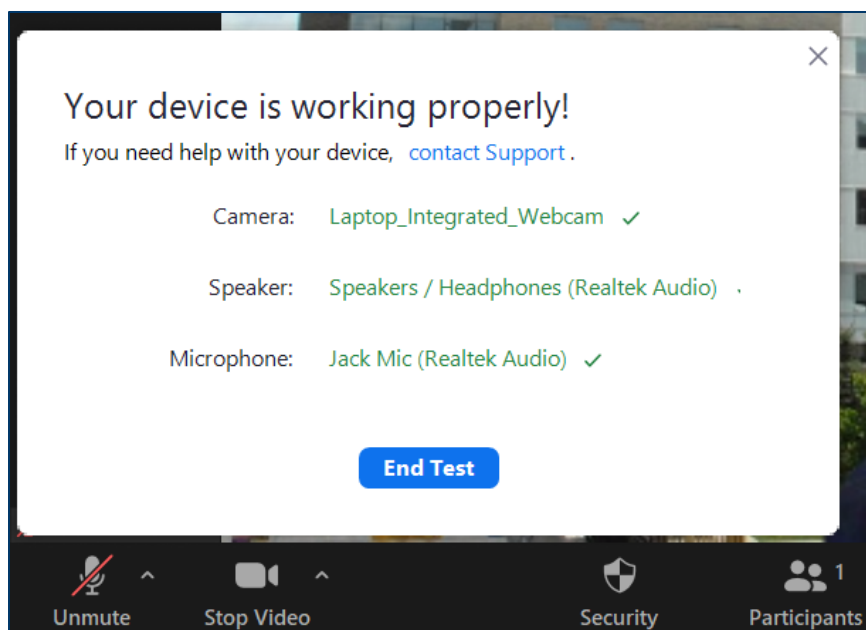 Your device is working properly!
If you need help with your device, contact Support.
Camera: Laptop_Integrated_Webcam ✓
Speaker: Speakers / Headphones (Realtek Audio)
Microphone: Jack Mic (Realtek Audio) ✓
End Test
Unmute Stop Video Security Participants 1